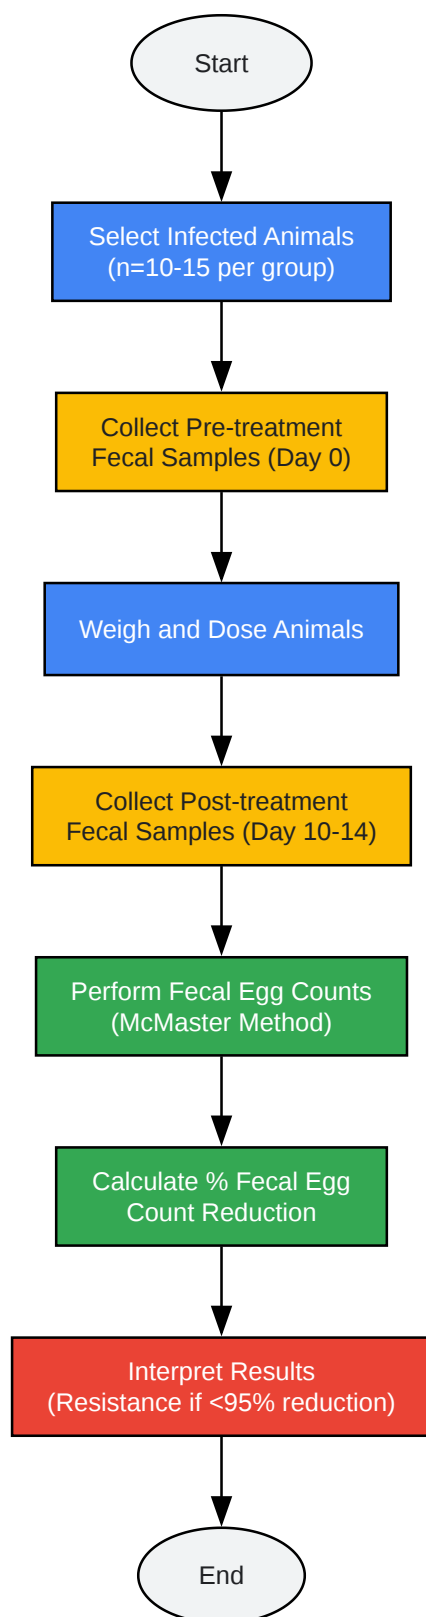 Start
Select Infected Animals
(n=10-15 per group)
Collect Pre-treatment
Fecal Samples (Day 0)
Weigh and Dose Animals
Collect Post-treatment
Fecal Samples (Day 10-14)
Perform Fecal Egg Counts
(McMaster Method)
Calculate % Fecal Egg
Count Reduction
Interpret Results
(Resistance if <95% reduction)
End